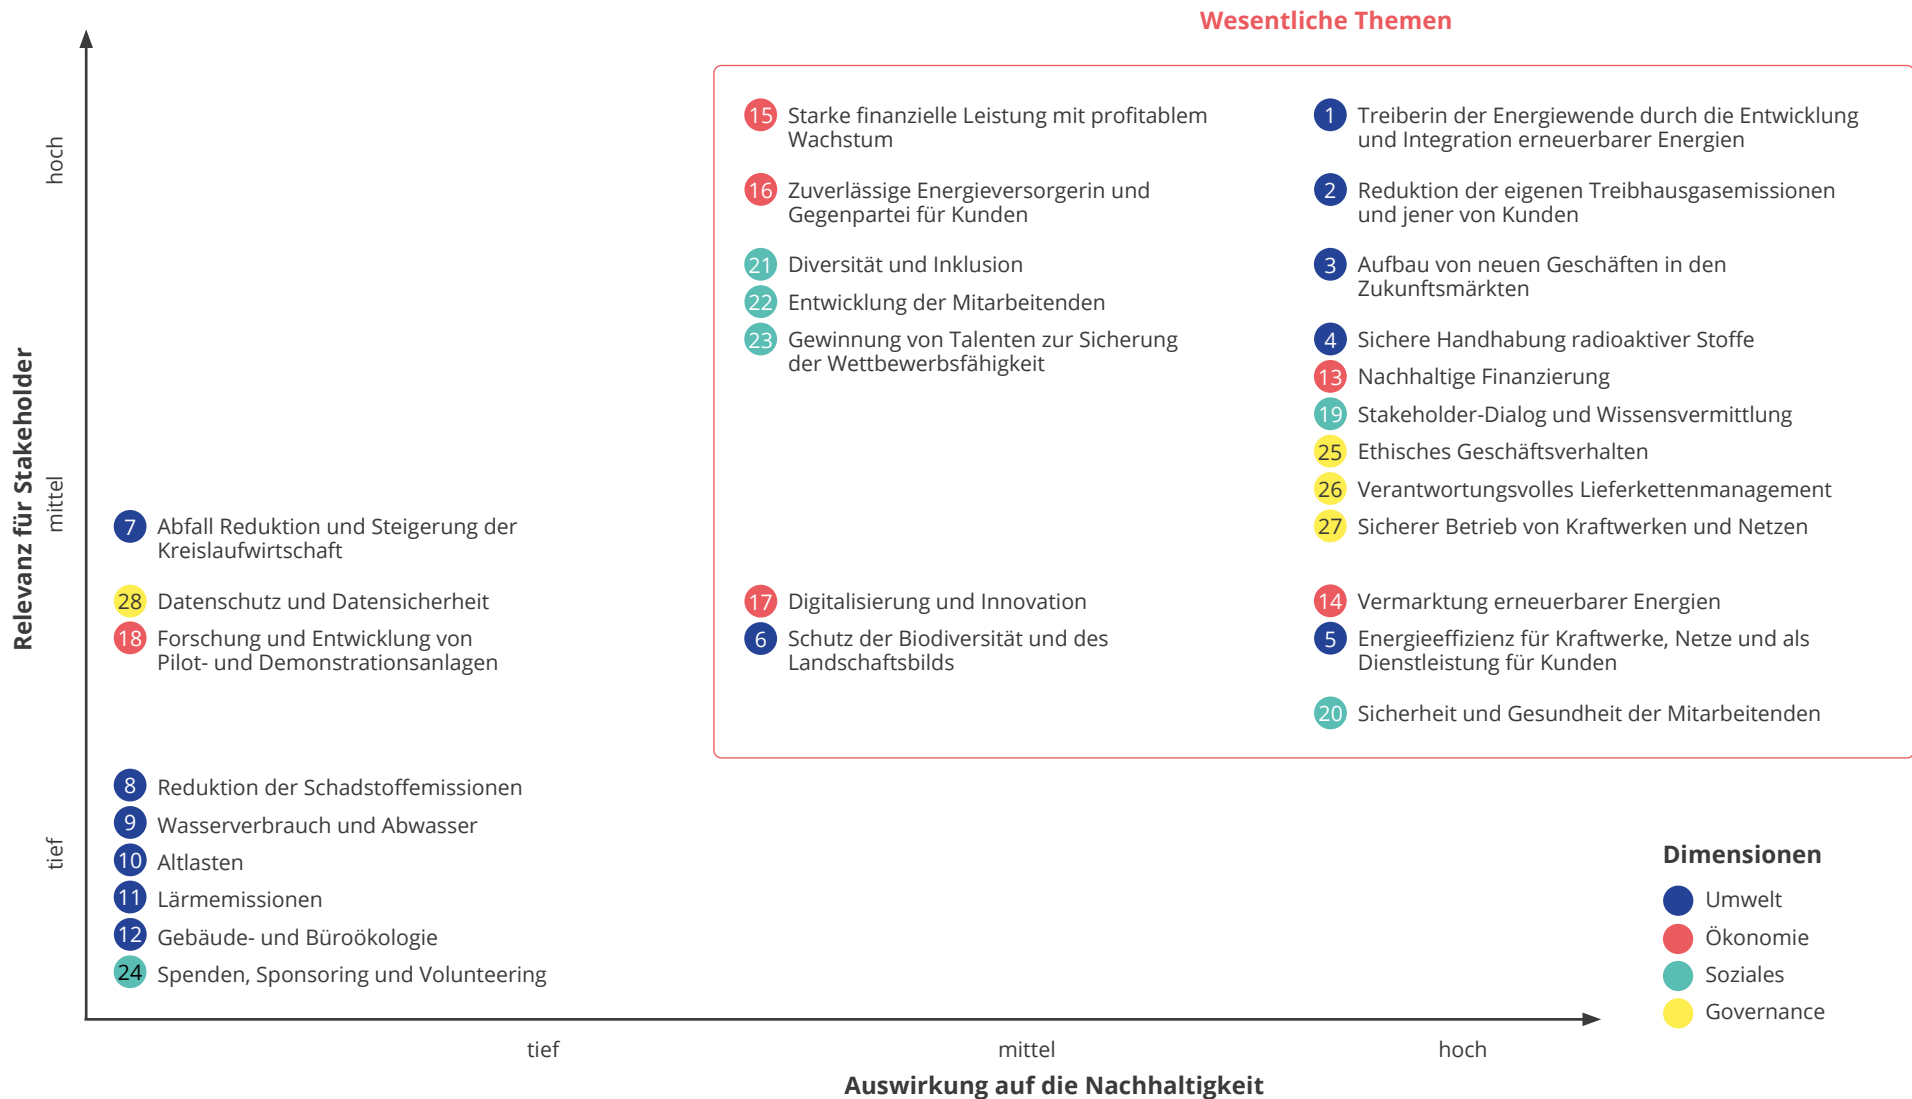 Wesentliche Themen
Relevanz für Stakeholder
hoch
mittel
tief
15 Starke finanzielle Leistung mit profitablem
Wachstum
16 Zuverlässige Energieversorgerin und
Gegenpartei für Kunden
21 Diversität und Inklusion
22 Entwicklung der Mitarbeitenden
23 Gewinnung von Talenten zur Sicherung
der Wettbewerbsfähigkeit
1 Treiberin der Energiewende durch die Entwicklung
und Integration erneuerbarer Energien
2 Reduktion der eigenen Treibhausgasemissionen
und jener von Kunden
3 Aufbau von neuen Geschäften in den
Zukunftsmärkten
4 Sichere Handhabung radioaktiver Stoffe
13 Nachhaltige Finanzierung
19 Stakeholder-Dialog und Wissensvermittlung
25 Ethisches Geschäftsverhalten
26 Verantwortungsvolles Lieferkettenmanagement
27 Sicherer Betrieb von Kraftwerken und Netzen
7 Abfall Reduktion und Steigerung der
Kreislaufwirtschaft
28 Datenschutz und Datensicherheit
18 Forschung und Entwicklung von
Pilot- und Demonstrationsanlagen
17 Digitalisierung und Innovation
6 Schutz der Biodiversität und des
Landschaftsbilds
14 Vermarktung erneuerbarer Energien
5 Energieeffizienz für Kraftwerke, Netze und als
Dienstleistung für Kunden
20 Sicherheit und Gesundheit der Mitarbeitenden
8 Reduktion der Schadstoffemissionen
9 Wasserverbrauch und Abwasser
10 Altlasten
11 Lärmemissionen
12 Gebäude- und Büroökologie
24 Spenden, Sponsoring und Volunteering
Dimensionen
Umwelt
Ökonomie
Soziales
Governance
tief
mittel
hoch
Auswirkung auf die Nachhaltigkeit